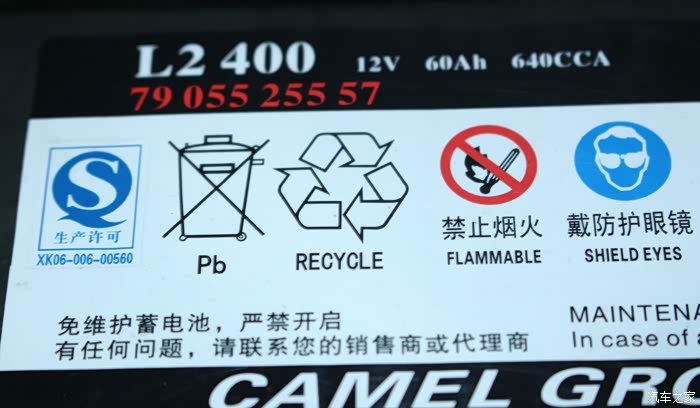 L2 400 12V 60Ah 640CCA
79 055 255 57
生产许可
XK06-006-00560
Pb
RECYCLE
禁止烟火
FLAMMABLE
戴防护眼镜
SHIELD EYES
免维护蓄电池，严禁开启
有任何问题，请联系您的销售商或代理商
MAINTENA
In case of a
CAMEL GRO
汽车之家